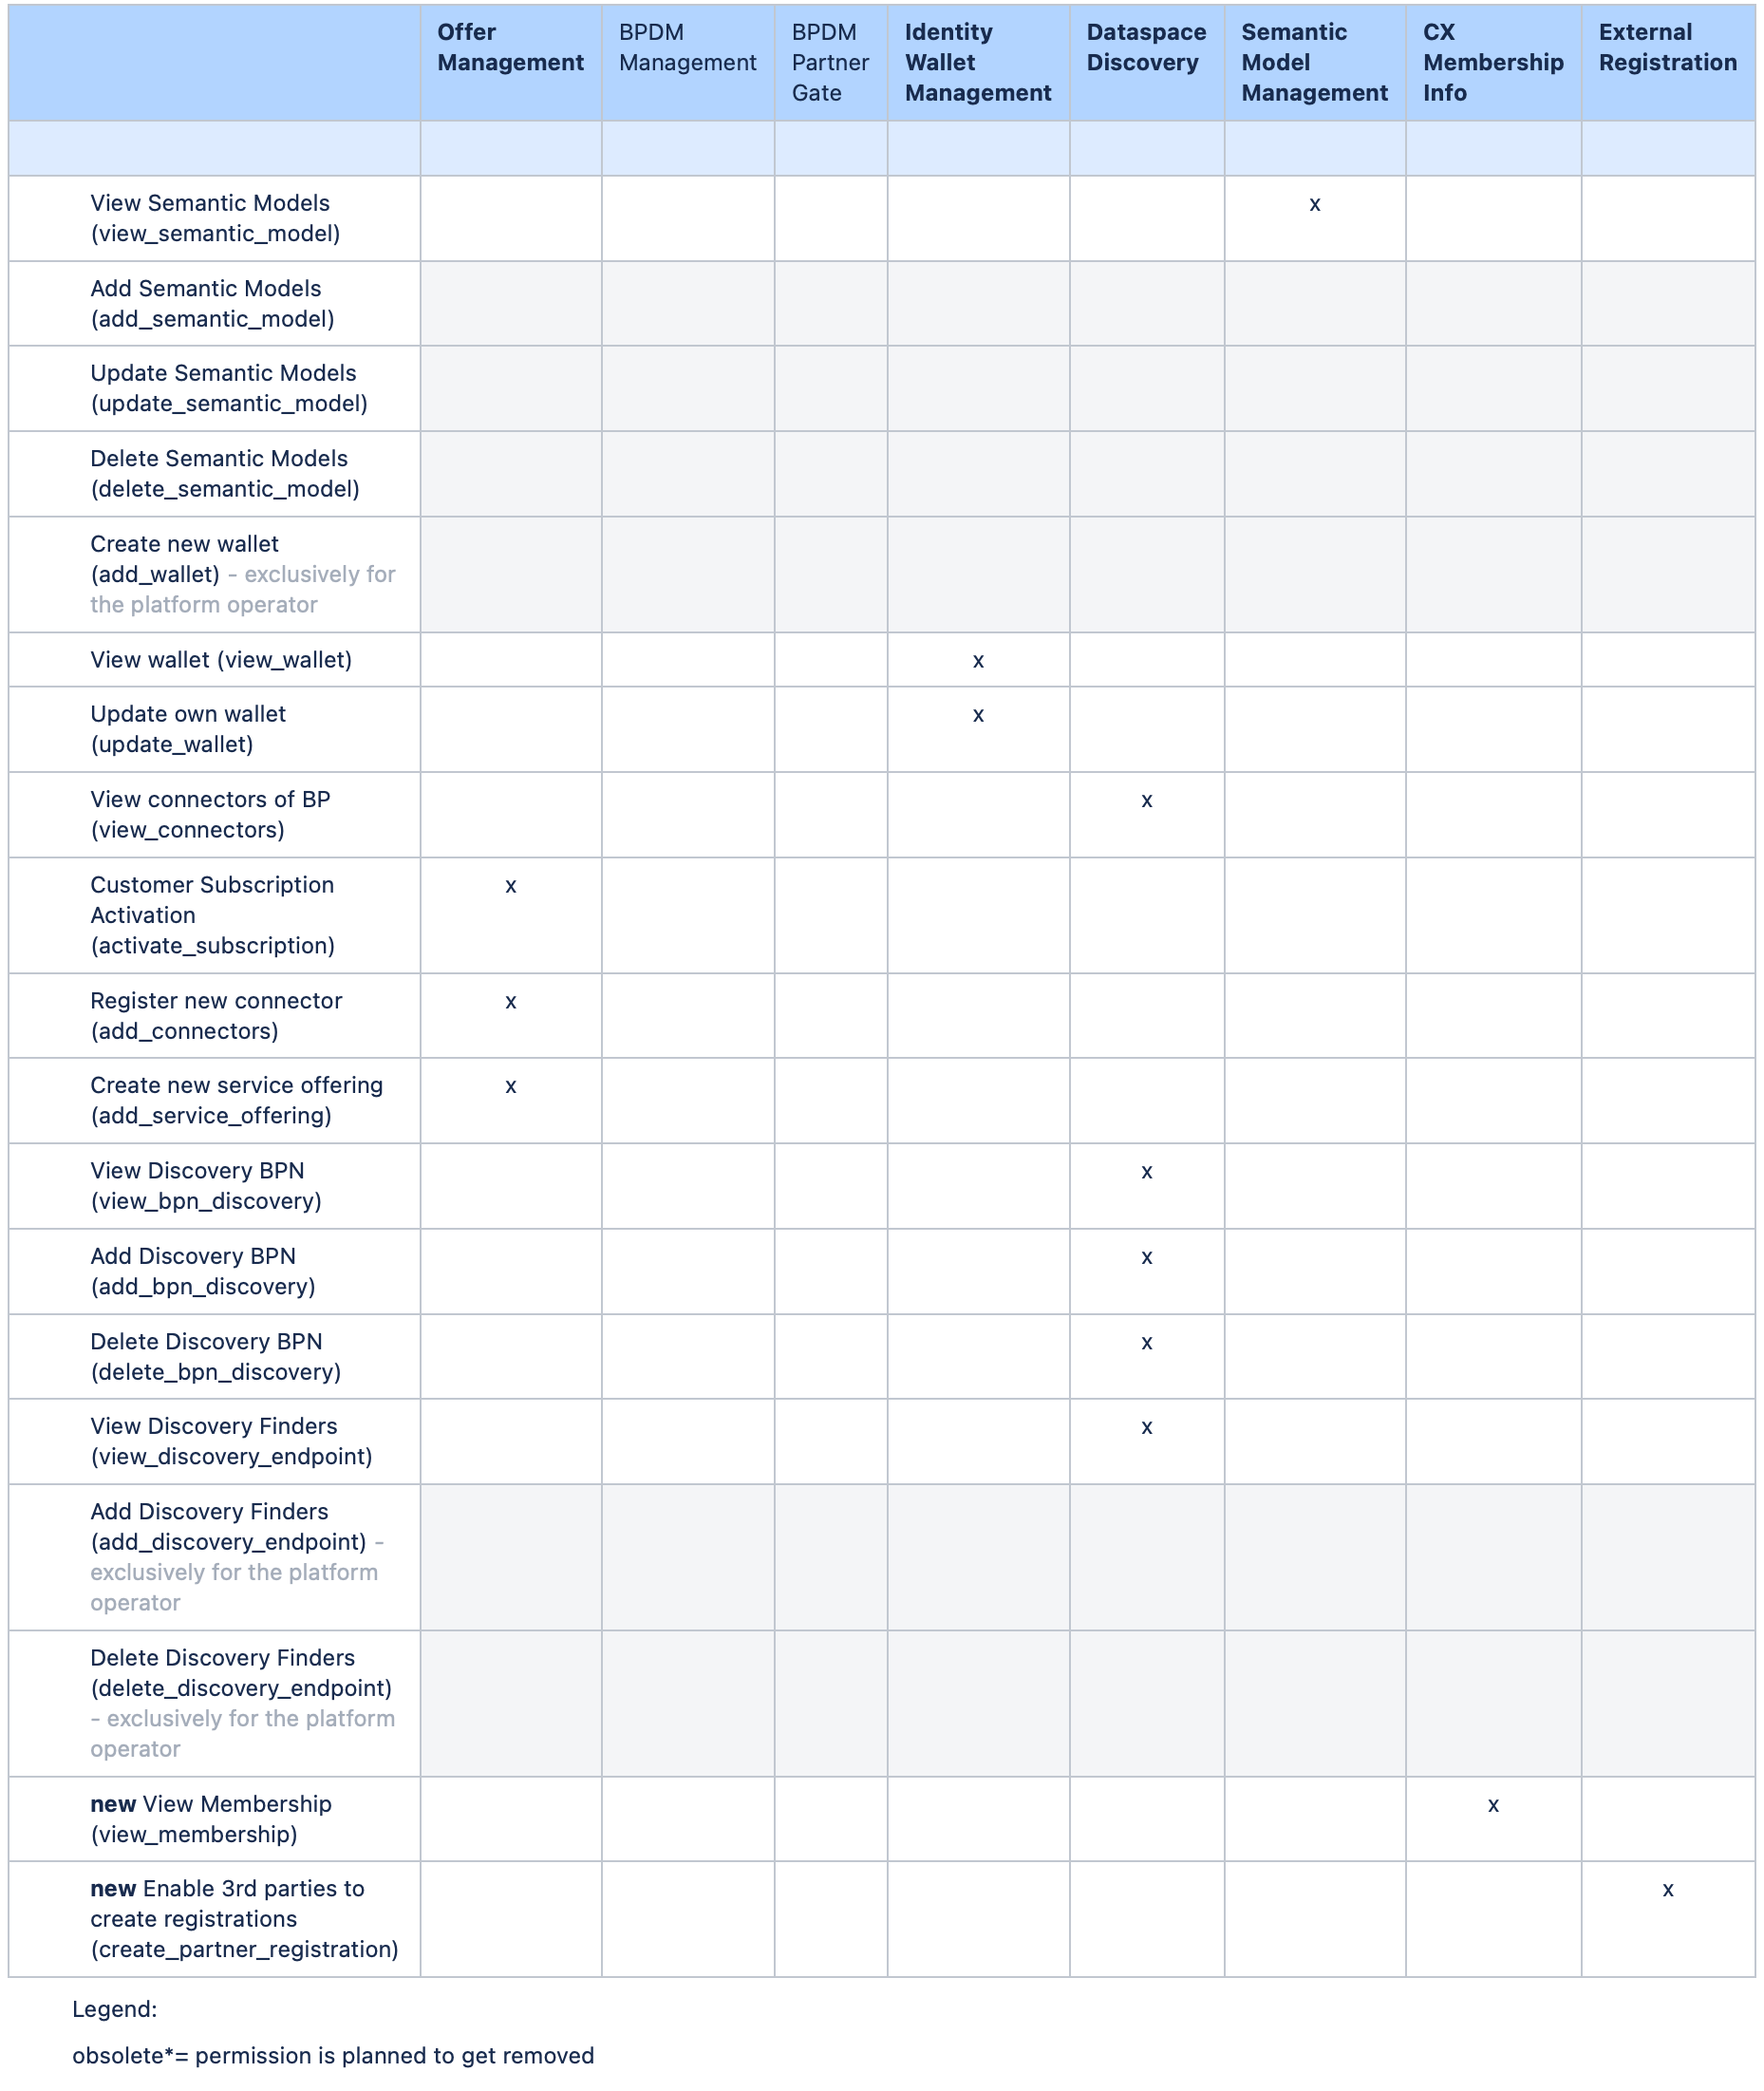 Offer
Management
BPDM
Management
BPDM
Partner
Gate
Identity
Wallet
Management
Dataspace
Discovery
Semantic
Model
Management
CX
Membership
Info
External
Registration
View Semantic Models
(view_semantic_model)
x
Add Semantic Models
(add_semantic_model)
Update Semantic Models
(update_semantic_model)
Delete Semantic Models
(delete_semantic_model)
Create new wallet
(add_wallet) - exclusively for
the platform operator
View wallet (view_wallet)
x
Update own wallet
(update_wallet)
x
View connectors of BP
(view_connectors)
x
Customer Subscription
Activation
(activate_subscription)
x
Register new connector
(add_connectors)
x
Create new service offering
(add_service_offering)
x
View Discovery BPN
(view_bpn_discovery)
x
Add Discovery BPN
(add_bpn_discovery)
x
Delete Discovery BPN
(delete_bpn_discovery)
x
View Discovery Finders
(view_discovery_endpoint)
x
Add Discovery Finders
(add_discovery_endpoint) -
exclusively for the platform
operator
Delete Discovery Finders
(delete_discovery_endpoint)
- exclusively for the platform
operator
new View Membership
(view_membership)
x
new Enable 3rd parties to
create registrations
(create_partner_registration)
x
Legend:
obsolete*= permission is planned to get removed